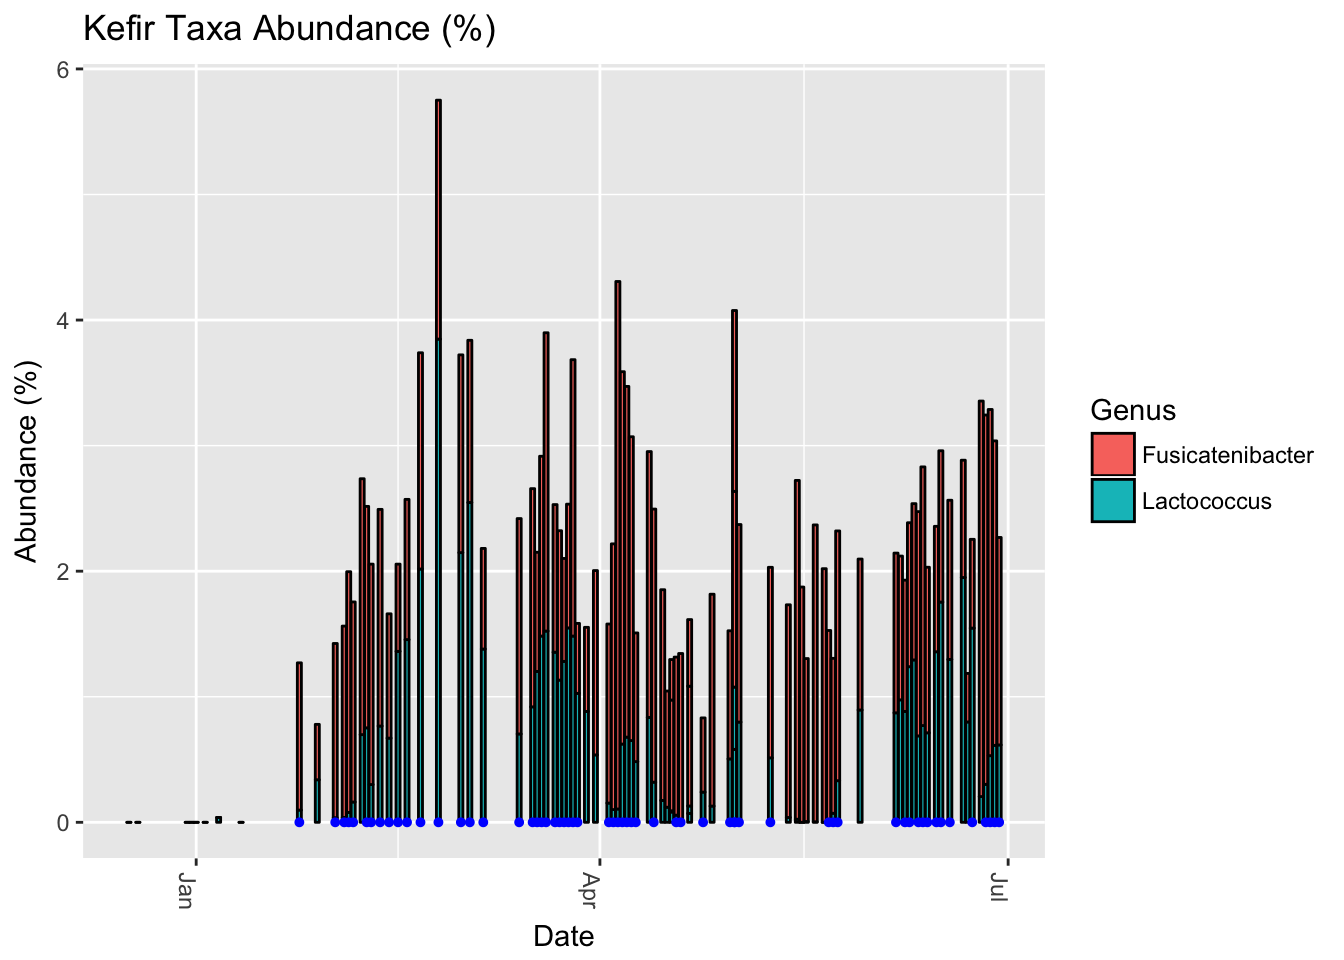 Kefir Taxa Abundance (%)
6
4
2
0
Abundance (%)
Jan
Apr
Jul
Date
Genus
Fusicatenibacter
Lactococcus